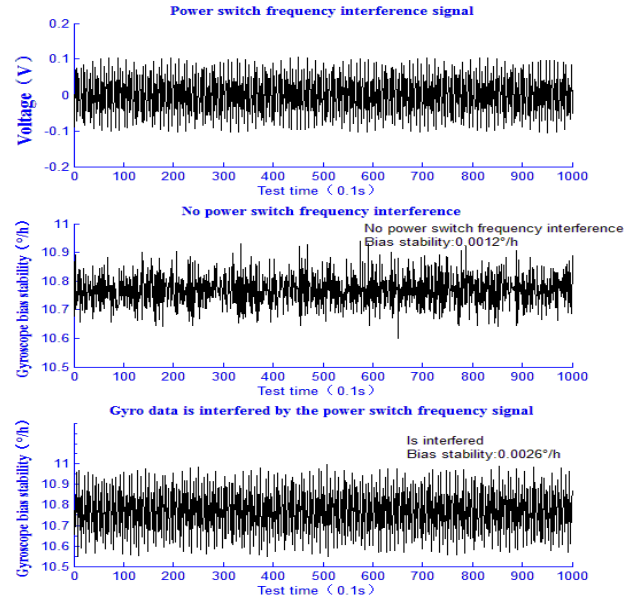 Power switch frequency interference signal
Voltage（V）
0.2
0.1
0
-0.1
-0.2
0 100 200 300 400 500 600 700 800 900 1000
Test time（0.1s）
No power switch frequency interference
Gyroscope bias stability（°/h）
11
10.9
10.8
10.7
10.6
10.5
No power switch frequency interference
Bias stability:0.0012°/h
0 100 200 300 400 500 600 700 800 900 1000
Test time（0.1s）
Gyro data is interfered by the power switch frequency signal
Gyroscope bias stability（°/h）
11
10.9
10.8
10.7
10.6
10.5
Is interfered
Bias stability:0.0026°/h
0 100 200 300 400 500 600 700 800 900 1000
Test time（0.1s）